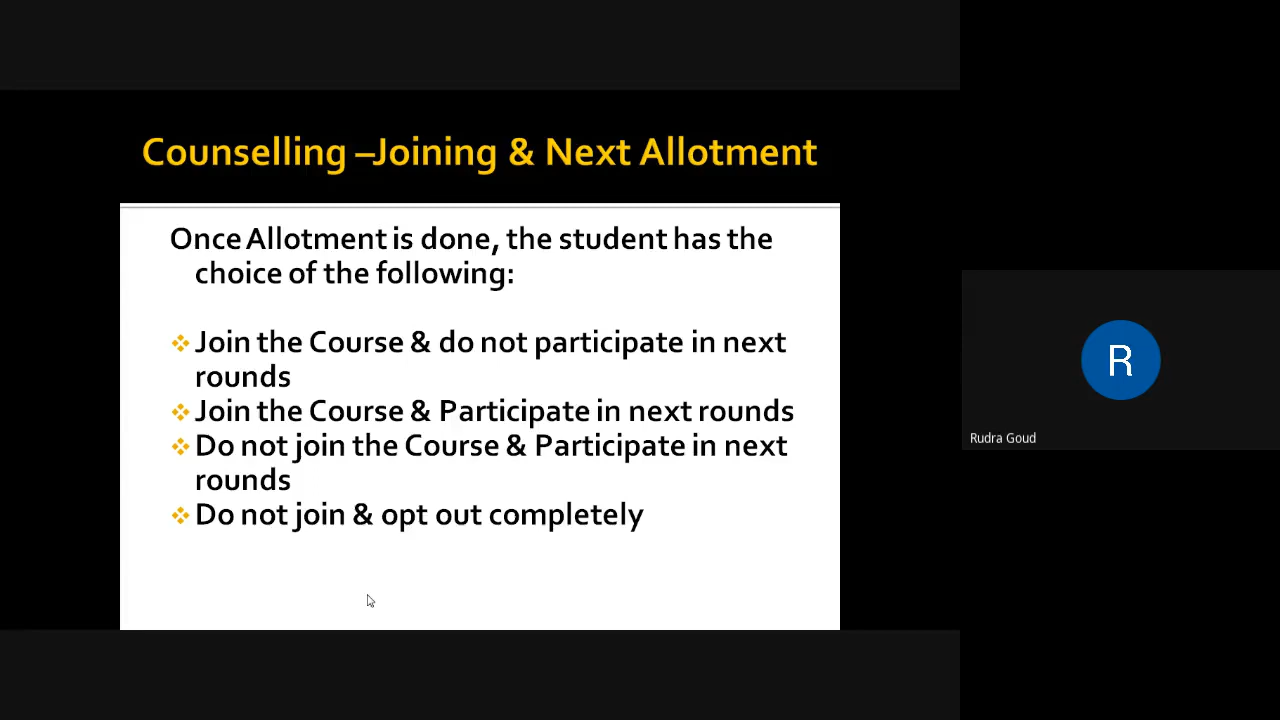 Counselling –Joining & Next Allotment
Once Allotment is done, the student has the
choice of the following:
Join the Course & do not participate in next
rounds
Join the Course & Participate in next rounds
Do not join the Course & Participate in next
rounds
Do not join & opt out completely
R
Rudra Goud